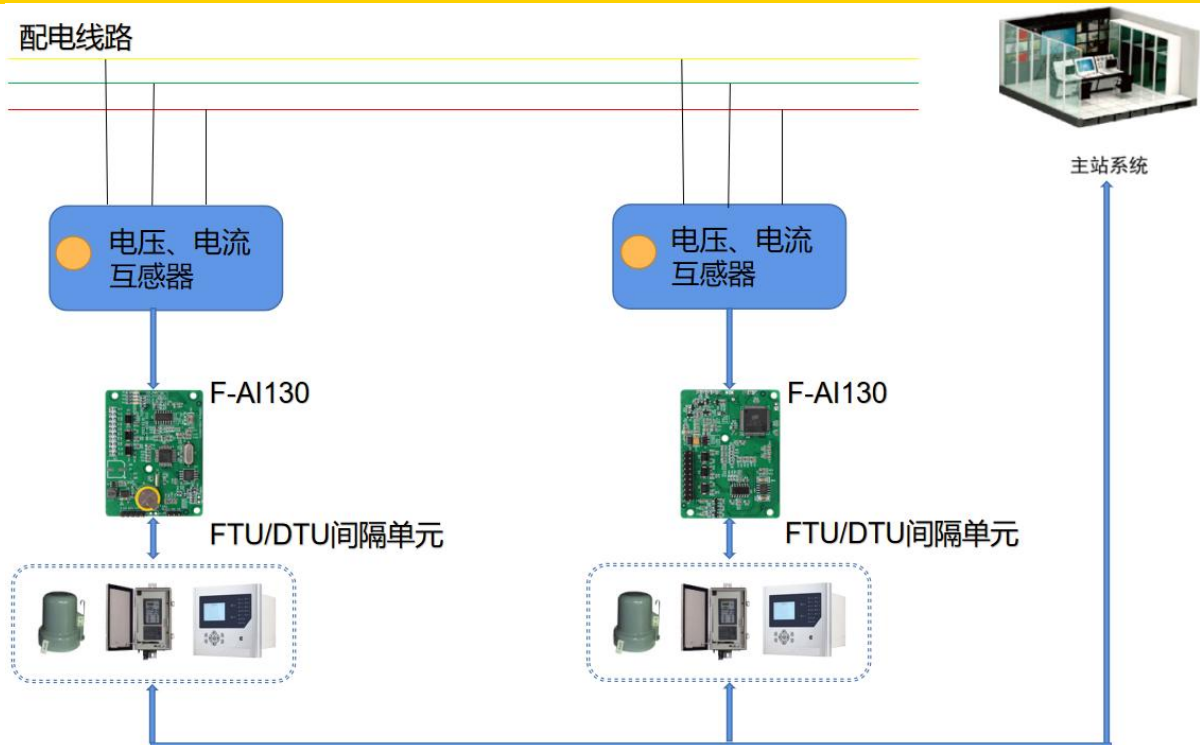 配电线路
主站系统
电压、电流
互感器
电压、电流
互感器
F-AI130
F-AI130
FTU/DTU间隔单元
FTU/DTU间隔单元